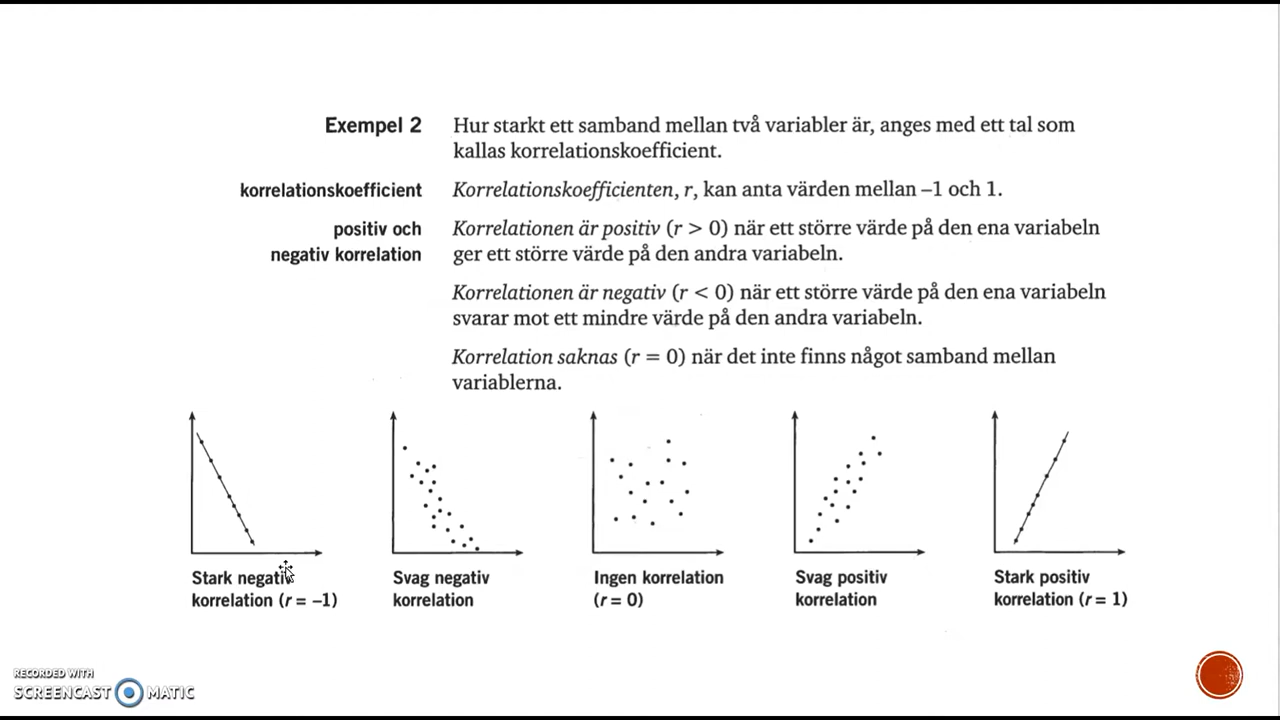 Exempel 2
Hur starkt ett samband mellan två variabler är, anges med ett tal som
kallas korrelationskoefficient.
korrelationskoefficient
Korrelationskoefficienten, r, kan anta värden mellan –1 och 1.
positiv och
negativ korrelation
Korrelationen är positiv (r > 0) när ett större värde på den ena variabeln
ger ett större värde på den andra variabeln.
Korrelationen är negativ (r < 0) när ett större värde på den ena variabeln
svarar mot ett mindre värde på den andra variabeln.
Korrelation saknas (r = 0) när det inte finns något samband mellan
variablerna.
Stark negativ
korrelation (r = –1)
Svag negativ
korrelation
Ingen korrelation
(r = 0)
Svag positiv
korrelation
Stark positiv
korrelation (r = 1)
RECORDED WITH
SCREENCAST MATIC